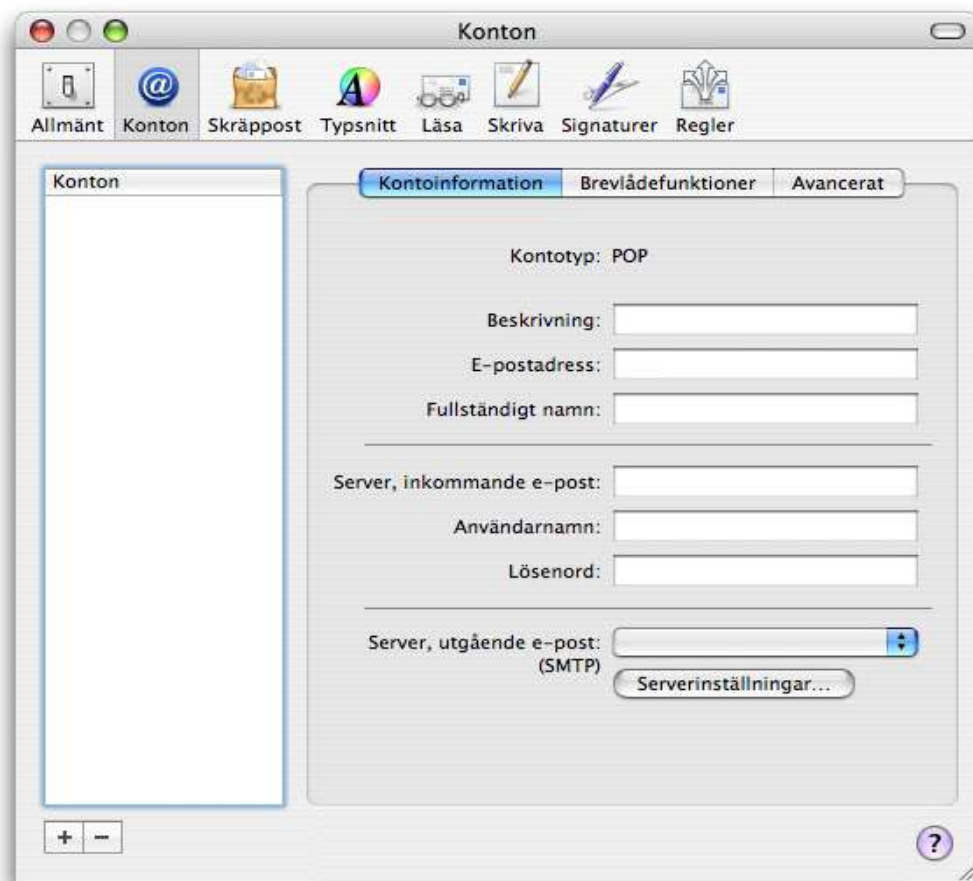 Konton
Allmänt Konton Skräppost Typsnitt Läsa Skriva Signaturer Regler
Konton
Kontoinformation Brevlådefunktioner Avancerat
Kontotyp: POP
Beskrivning:
E-postadress:
Fullständigt namn:
Server, inkommande e-post:
Användarnamn:
Lösenord:
Server, utgående e-post:
(SMTP)
Serverinställningar...
+ −
?